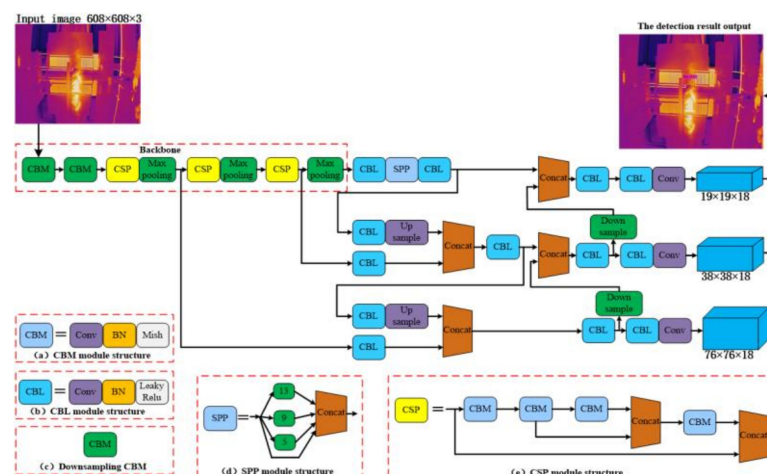 Input image 608×608×3
The detection result output
Backbone
CBM
CBM
CSP
Max
pooling
CSP
Max
pooling
CSP
Max
pooling
CBL
SPP
CBL
Concat
CBL
CBL
Conv
19×19×18
Down
sample
CBL
Up
sample
Concat
CBL
CBL
Concat
CBL
CBL
Conv
38×38×18
Down
sample
CBL
Up
sample
Concat
CBL
CBL
CBL
Conv
76×76×18
CBM = Conv BN Mish
(a) CBM module structure
CBL = Conv BN Leaky
Relu
(b) CBL module structure
CBM
(c) Downsampling CBM
SPP =
13
9
5
Concat
(d) SPP module structure
CSP =
CBM
CBM
CBM
Concat
CBM
Concat
(e) CSP module structure